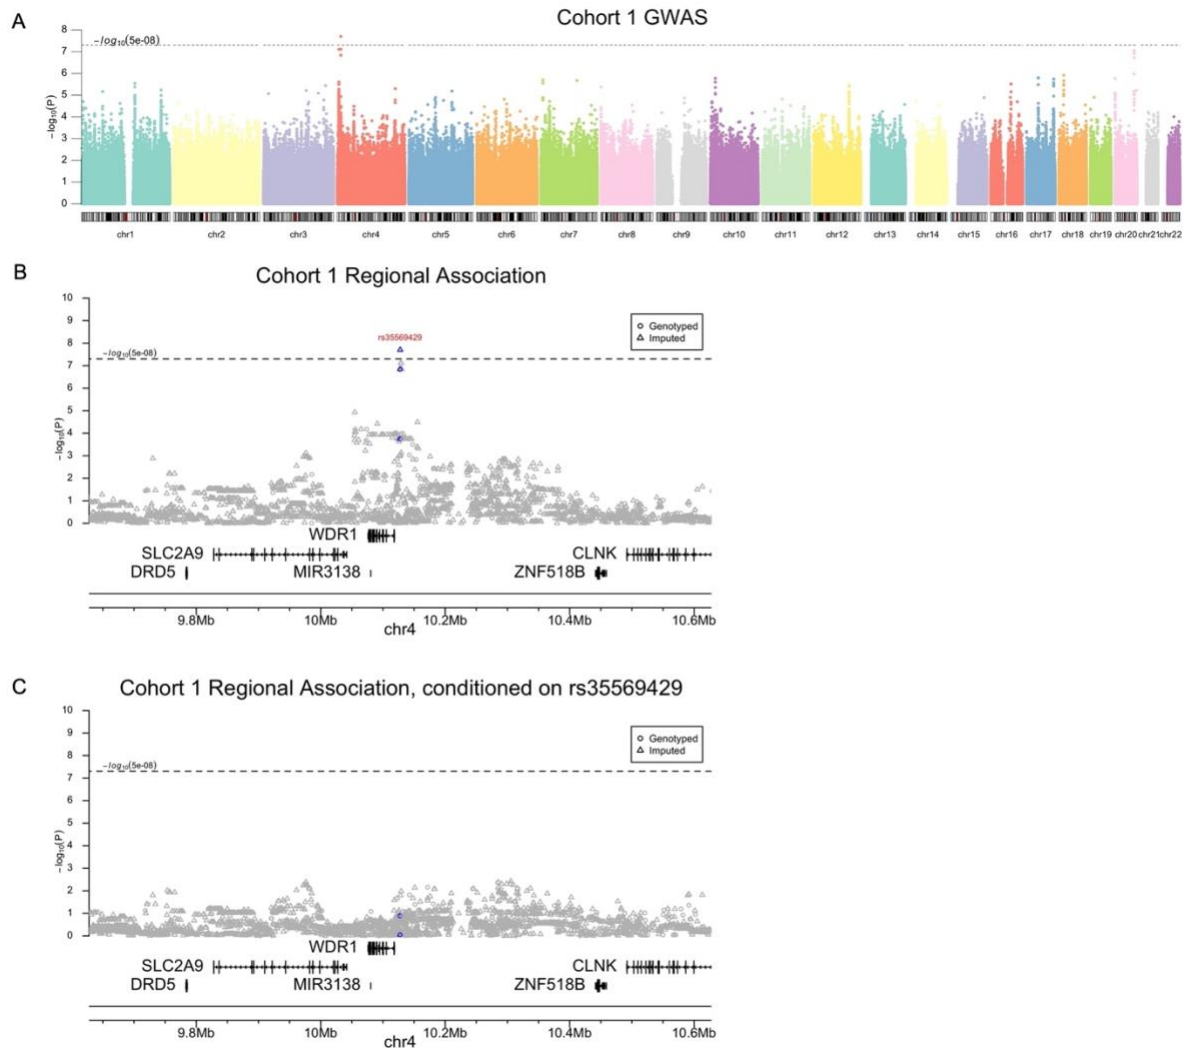 A
Cohort 1 GWAS
8
−log10(5e-08)
7
6
5
4
3
2
1
0
−log10(P)
chr1 chr2 chr3 chr4 chr5 chr6 chr7 chr8 chr9 chr10 chr11 chr12 chr13 chr14 chr15 chr16 chr17 chr18 chr19 chr20 chr21 chr22
B
Cohort 1 Regional Association
10
9
8
7
6
5
4
3
2
1
0
−log10(P)
rs35569429
−log10(5e-08)
Genotyped
Imputed
WDR1
SLC2A9
CLNK
DRD5
MIR3138
ZNF518B
9.8Mb 10Mb 10.2Mb 10.4Mb 10.6Mb
chr4
C
Cohort 1 Regional Association, conditioned on rs35569429
10
9
8
7
6
5
4
3
2
1
0
−log10(P)
−log10(5e-08)
Genotyped
Imputed
WDR1
SLC2A9
CLNK
DRD5
MIR3138
ZNF518B
9.8Mb 10Mb 10.2Mb 10.4Mb 10.6Mb
chr4